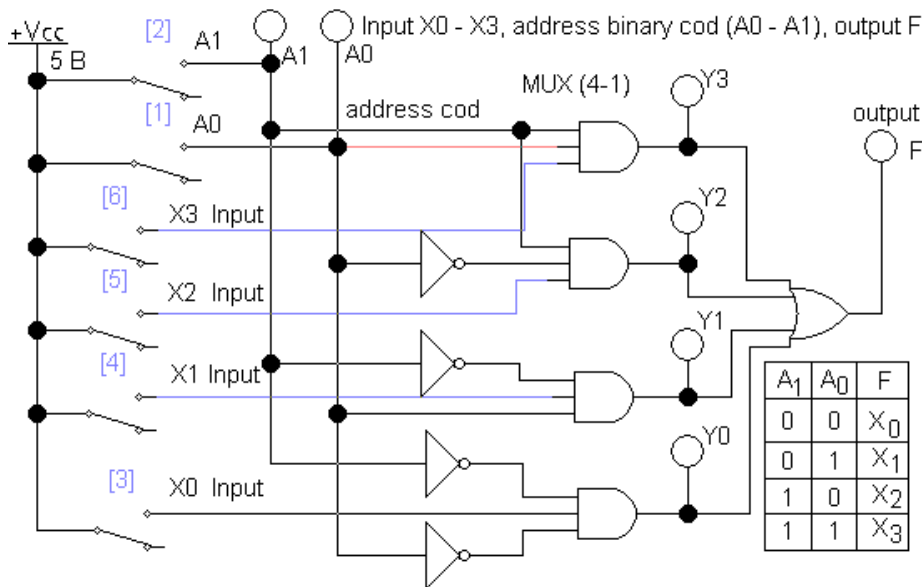 Input X0 - X3, address binary cod (A0 - A1), output F
+Vcc
5 B
[2]
A1
A1
A0
[1]
A0
address cod
MUX (4-1)
Y3
output
F
[6]
X3 Input
Y2
[5]
X2 Input
Y1
[4]
X1 Input
Y0
[3]
X0 Input
A1 A0 F
0 0 X0
0 1 X1
1 0 X2
1 1 X3